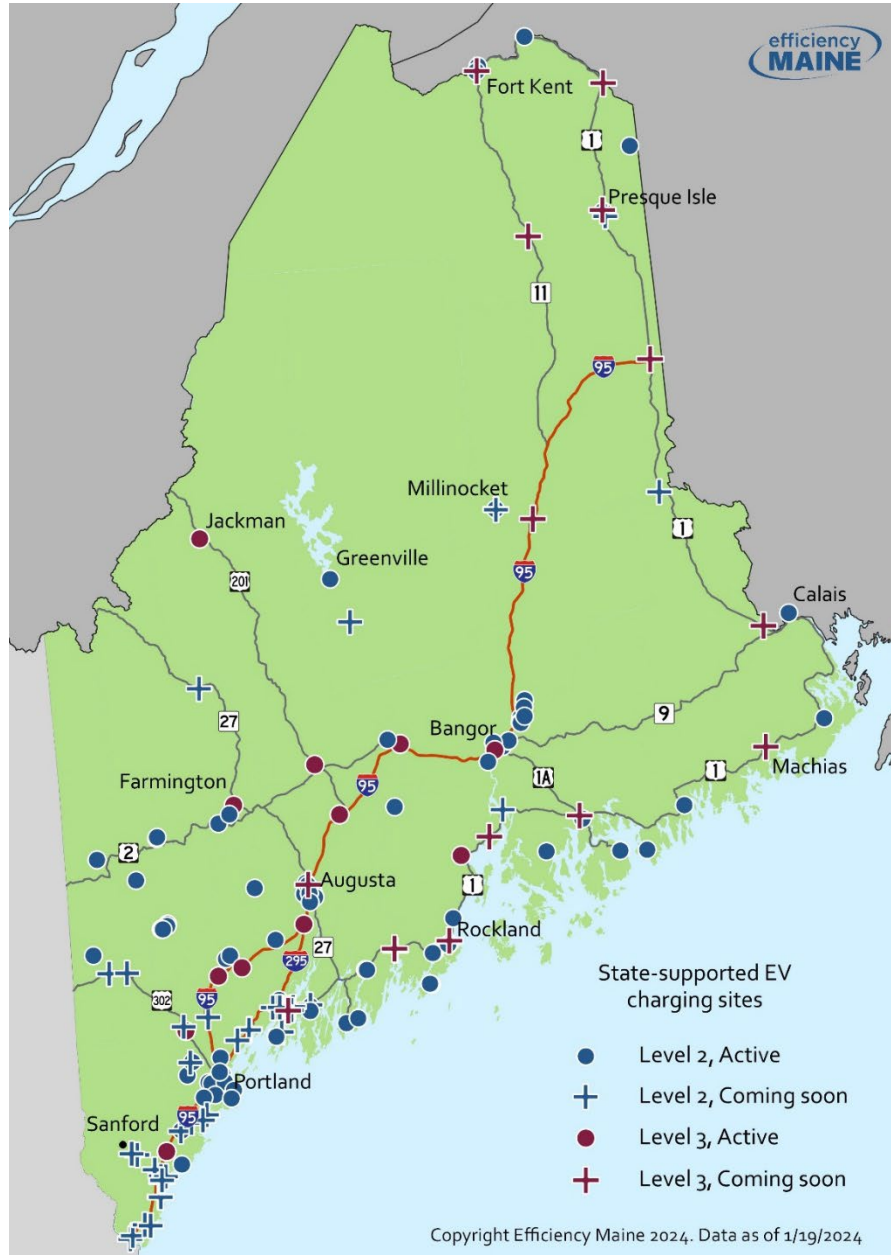 efficiency
MAINE
Fort Kent
1
Presque Isle
11
95
Millinocket
Jackman
1
Greenville
201
95
Calais
27
Bangor
9
1A
1
Machias
Farmington
95
2
Augusta
1
Rockland
27
295
302
95
State-supported EV
charging sites
Level 2, Active
Portland
Level 2, Coming soon
95
Sanford
Level 3, Active
Level 3, Coming soon
Copyright Efficiency Maine 2024. Data as of 1/19/2024